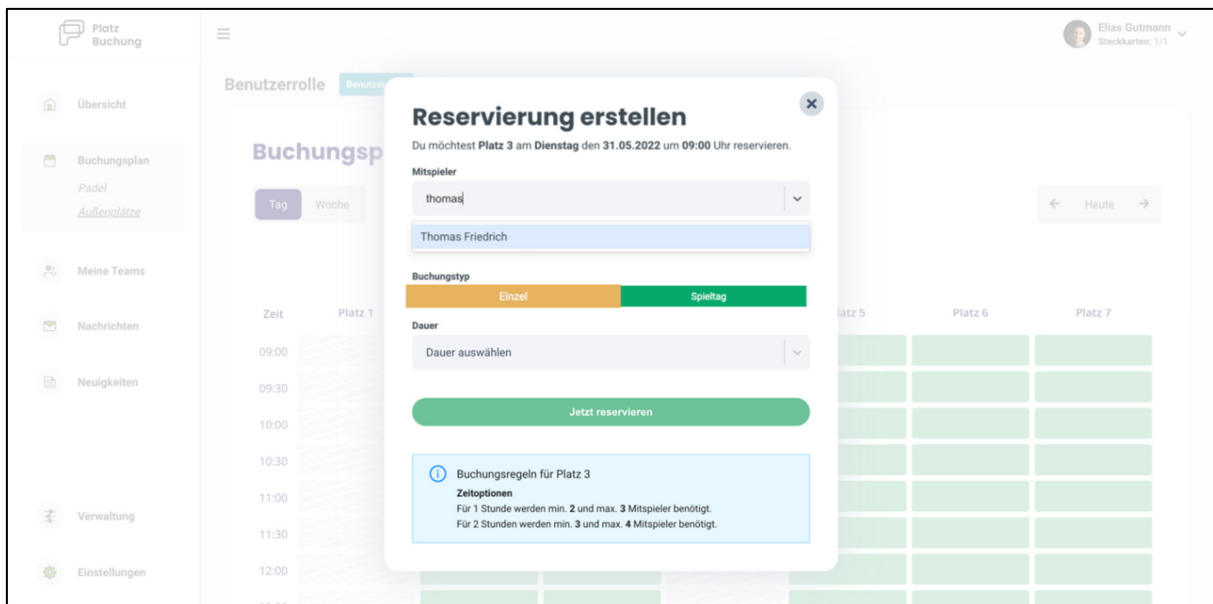 Platz
Buchung
Elias Gutmann
Steckkarten: 1/1
Benutzerrolle
Übersicht
Buchungsplan
Padel
Außenplätze
Meine Teams
Nachrichten
Neuigkeiten
Verwaltung
Einstellungen
Buchungsp
Tag Woche
← Heute →
Reservierung erstellen
Du möchtest Platz 3 am Dienstag den 31.05.2022 um 09:00 Uhr reservieren.
Mitspieler
thomas
Thomas Friedrich
Buchungstyp
Einzel Spieltag
Dauer
Dauer auswählen
Jetzt reservieren
Buchungsregeln für Platz 3
Zeitoptionen
Für 1 Stunde werden min. 2 und max. 3 Mitspieler benötigt.
Für 2 Stunden werden min. 3 und max. 4 Mitspieler benötigt.
Zeit Platz 1 latz 5 Platz 6 Platz 7
09:00
09:30
10:00
10:30
11:00
11:30
12:00